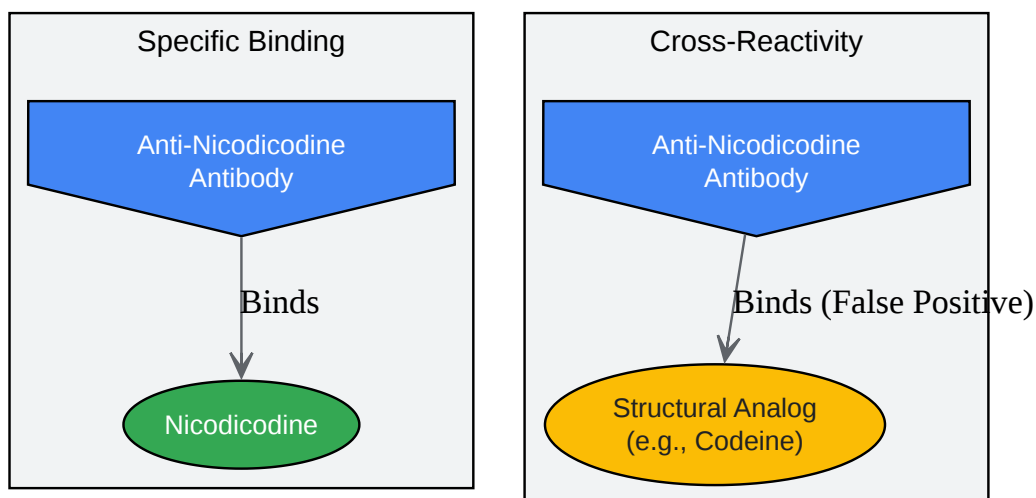 Specific Binding
Anti-Nicodicodine
Antibody
Binds
Nicodicodine
Cross-Reactivity
Anti-Nicodicodine
Antibody
Binds (False Positive)
Structural Analog
(e.g., Codeine)